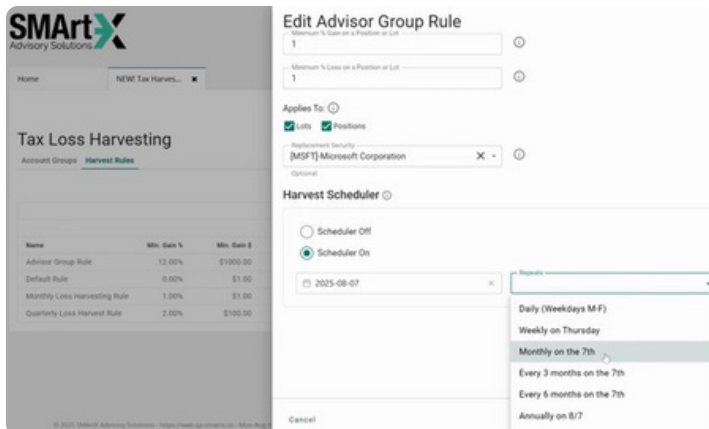 SMArtX
Advisory Solutions
Home
NEW! Tax Harves...
Tax Loss Harvesting
Account Groups
Harvest Rules
Name Min. Gain % Min. Gain $
Advisor Group Rule 12.00% $1000.00
Default Rule 0.00% $1.00
Monthly Loss Harvesting Rule 1.00% $1.00
Quarterly Loss Harvest Rule 2.00% $100.00
Edit Advisor Group Rule
Minimum % Gain on a Position or Lot
1
Minimum % Loss on a Position or Lot
1
Applies To:
Lots
Positions
Replacement Security
[MSFT]-Microsoft Corporation
Optional
Harvest Scheduler
Scheduler Off
Scheduler On
2025-08-07
Repeats
Daily (Weekdays M-F)
Weekly on Thursday
Monthly on the 7th
Every 3 months on the 7th
Every 6 months on the 7th
Annually on 8/7
Cancel
© 2025 SMArtX Advisory Solutions